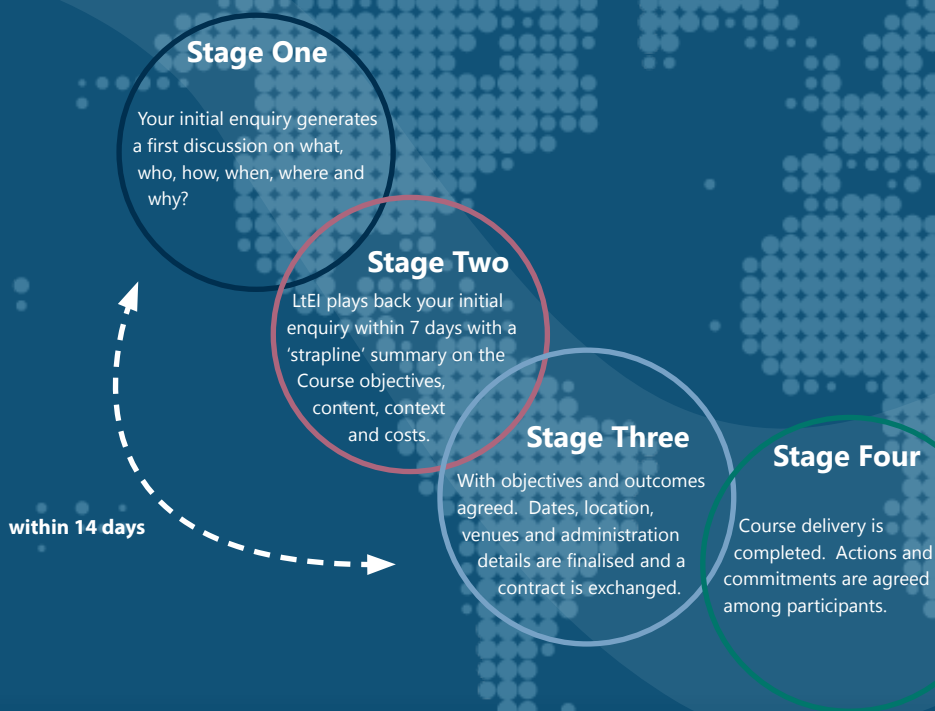 Stage One
Your initial enquiry generates
a first discussion on what,
who, how, when, where and
why?
Stage Two
LtEI plays back your initial
enquiry within 7 days with a
‘strapline’ summary on the
Course objectives,
content, context
and costs.
Stage Three
With objectives and outcomes
agreed.  Dates, location,
venues and administration
details are finalised and a
contract is exchanged.
Stage Four
Course delivery is
completed.  Actions and
commitments are agreed
among participants.
within 14 days